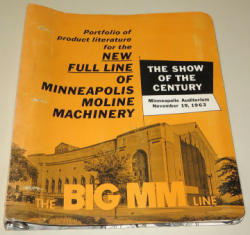 Portfolio of
product literature
for the
NEW
FULL LINE
OF
MINNEAPOLIS
MOLINE
MACHINERY
THE SHOW
OF THE
CENTURY
Minneapolis Auditorium
November 19, 1963
THE BIG MM LINE